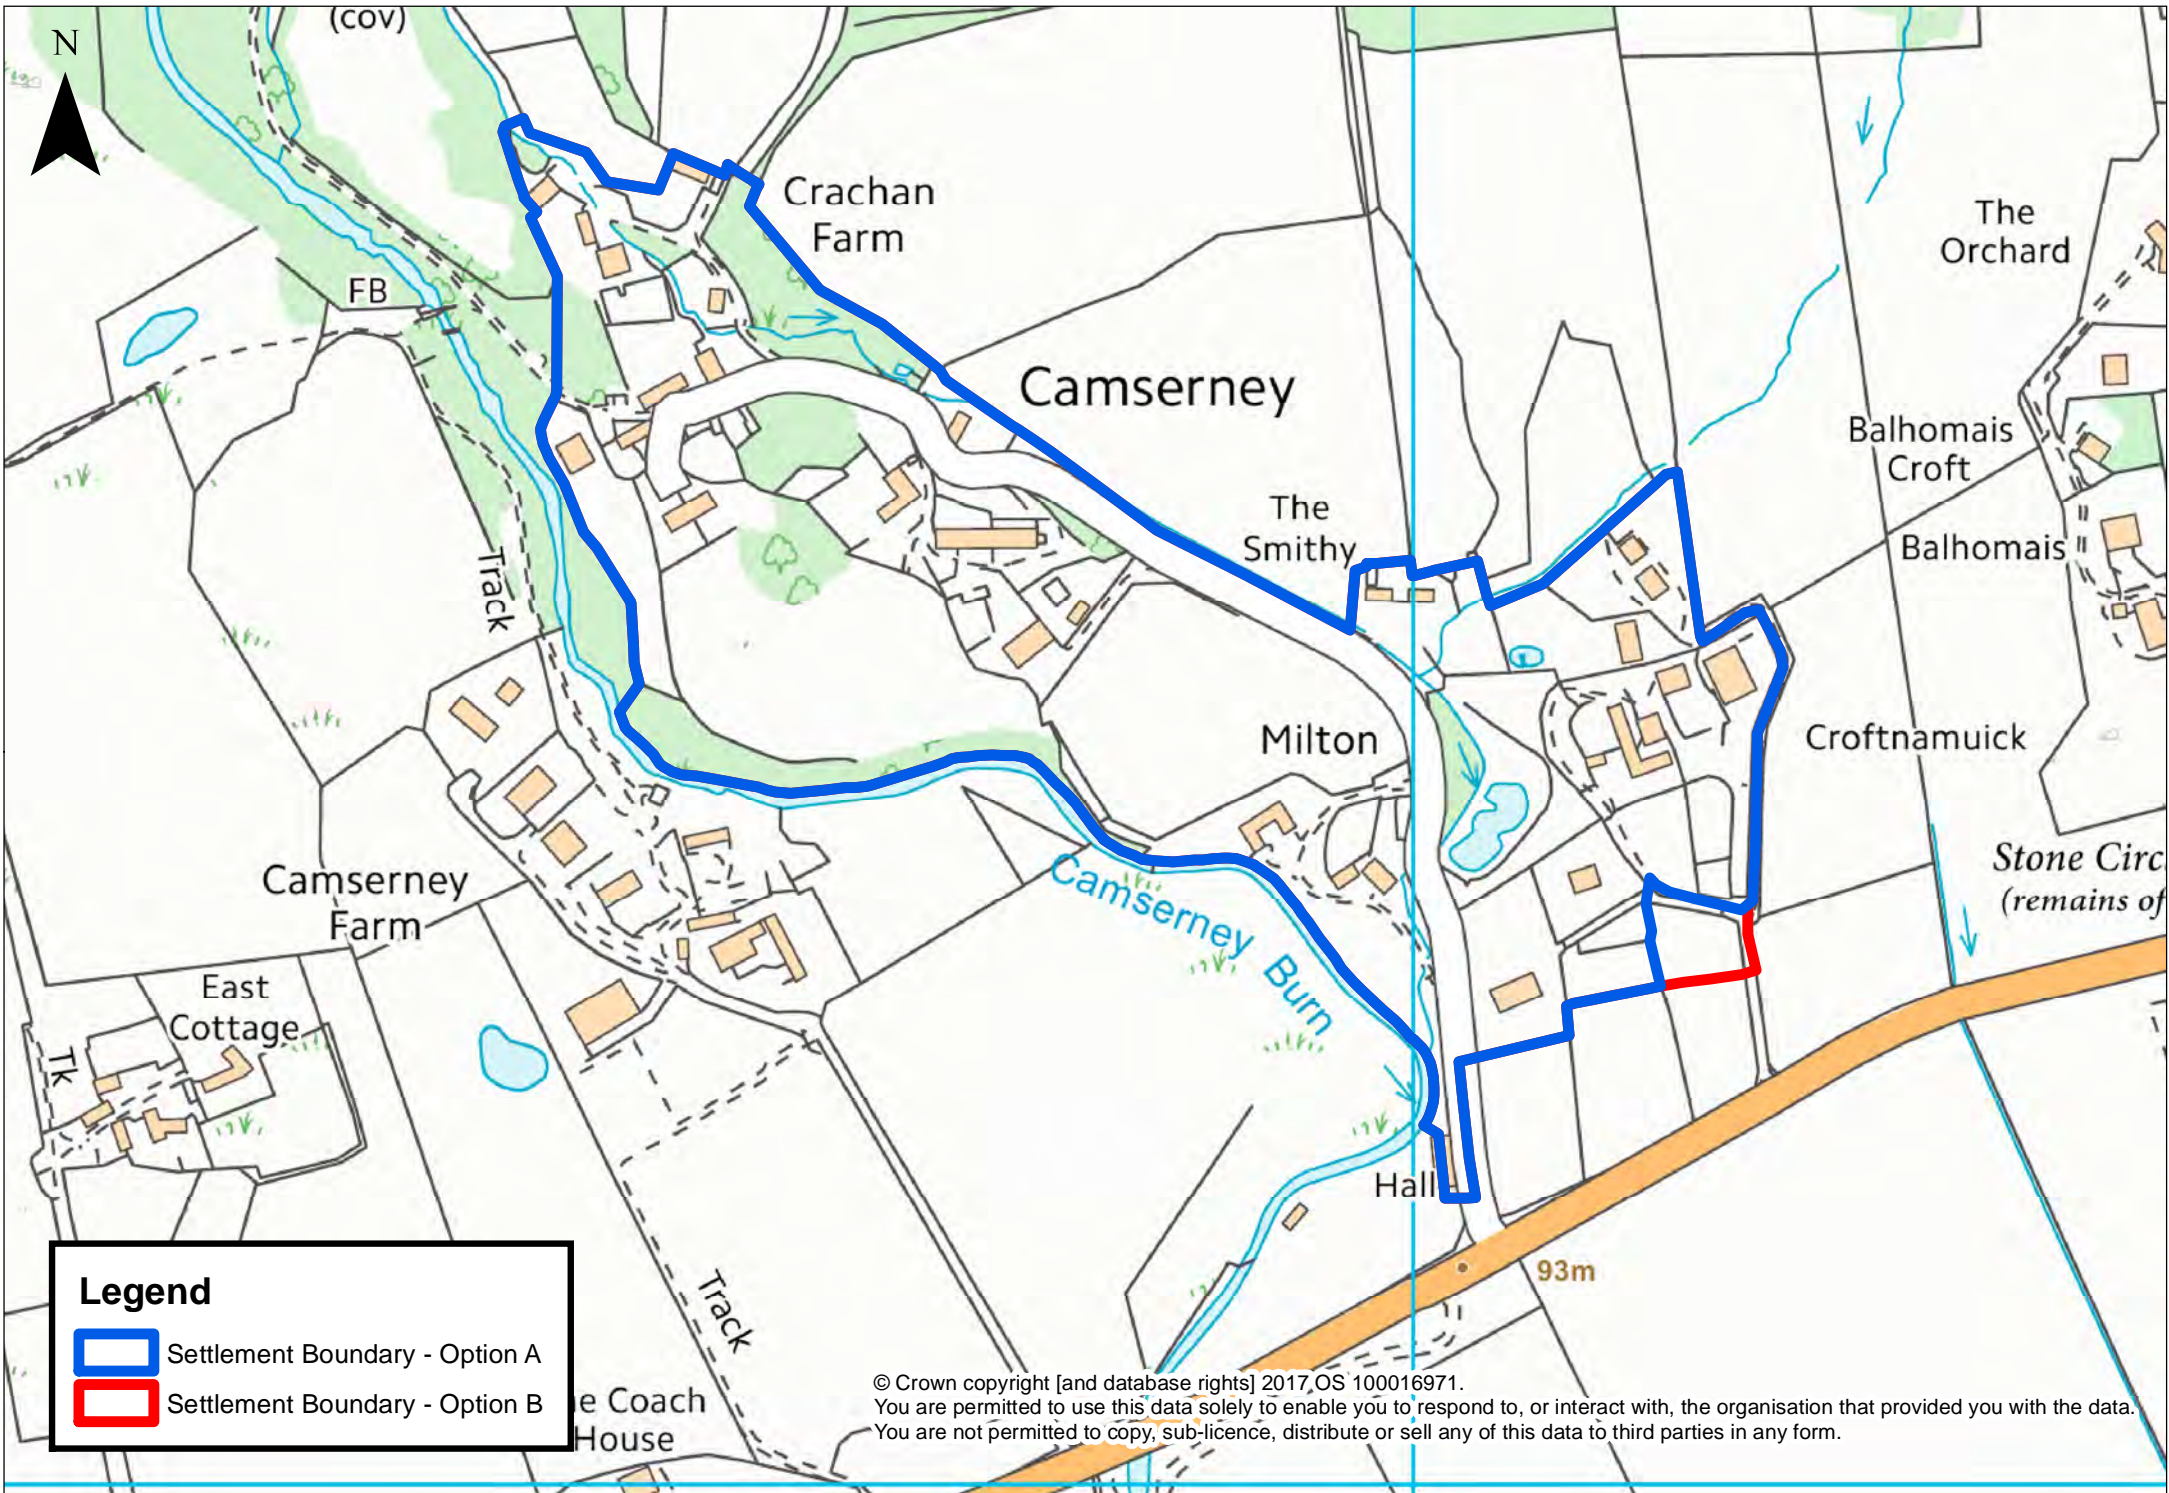 (cov)
N
Crachan
Farm
The
Orchard
FB
Camserney
Balhomais
Croft
The
Smithy
Balhomais
Track
Milton
Croftnamuick
Camserney
Farm
Camserney Burn
Stone Circ
(remains of
East
Cottage
Tk
Hall
93m
Track
Legend
Settlement Boundary - Option A
Settlement Boundary - Option B
e Coach
House
© Crown copyright [and database rights] 2017 OS 100016971.
You are permitted to use this data solely to enable you to respond to, or interact with, the organisation that provided you with the data.
You are not permitted to copy, sub-licence, distribute or sell any of this data to third parties in any form.